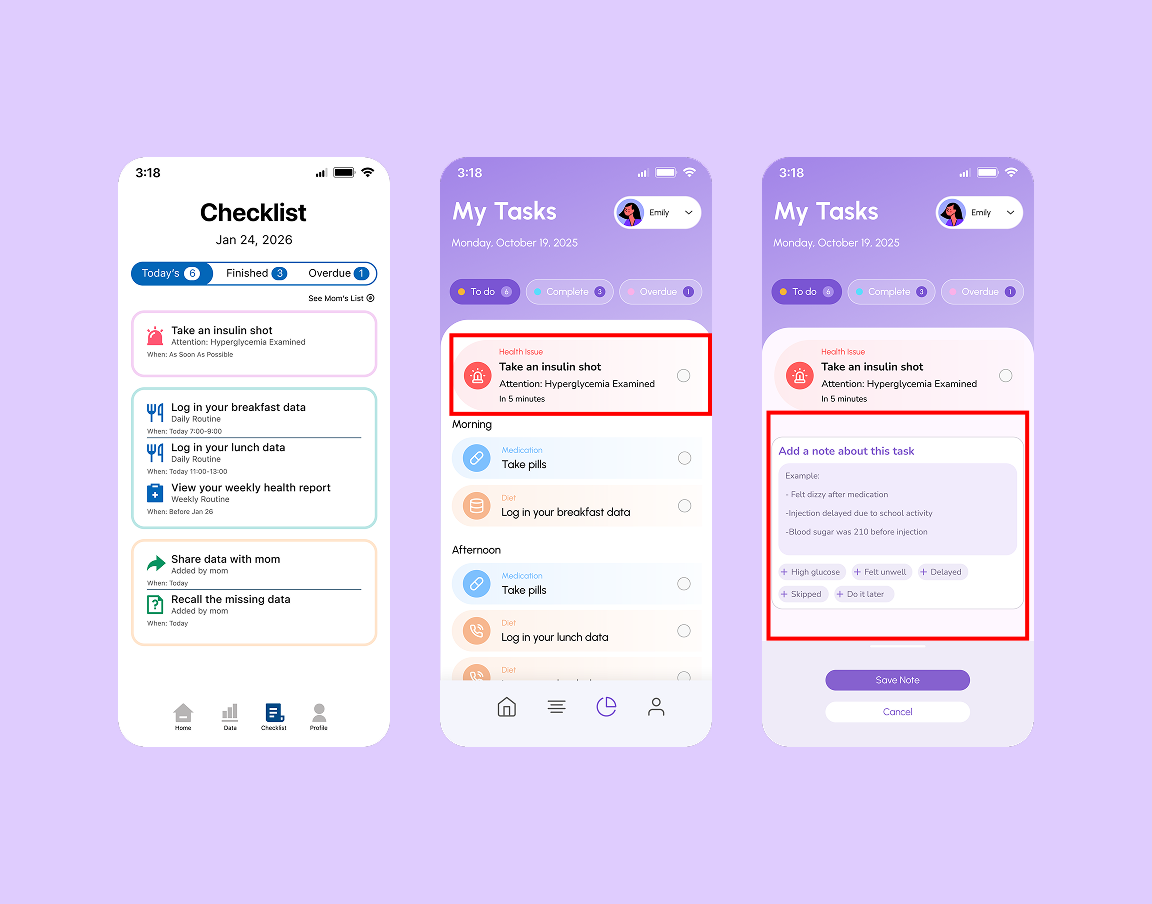 3:18
Checklist
Jan 24, 2026
Today's 6 Finished 3 Overdue 1
See Mom's List
Take an insulin shot
Attention: Hyperglycemia Examined
When: As Soon As Possible
Log in your breakfast data
Daily Routine
When: Today 7:00-9:00
Log in your lunch data
Daily Routine
When: Today 11:00-13:00
View your weekly health report
Weekly Routine
When: Before Jan 26
Share data with mom
Added by mom
When: Today
Recall the missing data
Added by mom
When: Today
Home Data Checklist Profile
3:18
My Tasks
Emily
Monday, October 19, 2025
To do 6 Complete 3 Overdue 1
Health Issue
Take an insulin shot
Attention: Hyperglycemia Examined
In 5 minutes
Morning
Medication
Take pills
Diet
Log in your breakfast data
Afternoon
Medication
Take pills
Diet
Log in your lunch data
Diet
3:18
My Tasks
Emily
Monday, October 19, 2025
To do 6 Complete 3 Overdue 1
Health Issue
Take an insulin shot
Attention: Hyperglycemia Examined
In 5 minutes
Add a note about this task
Example:
- Felt dizzy after medication
-Injection delayed due to school activity
-Blood sugar was 210 before injection
+ High glucose + Felt unwell + Delayed
+ Skipped + Do it later
Save Note
Cancel